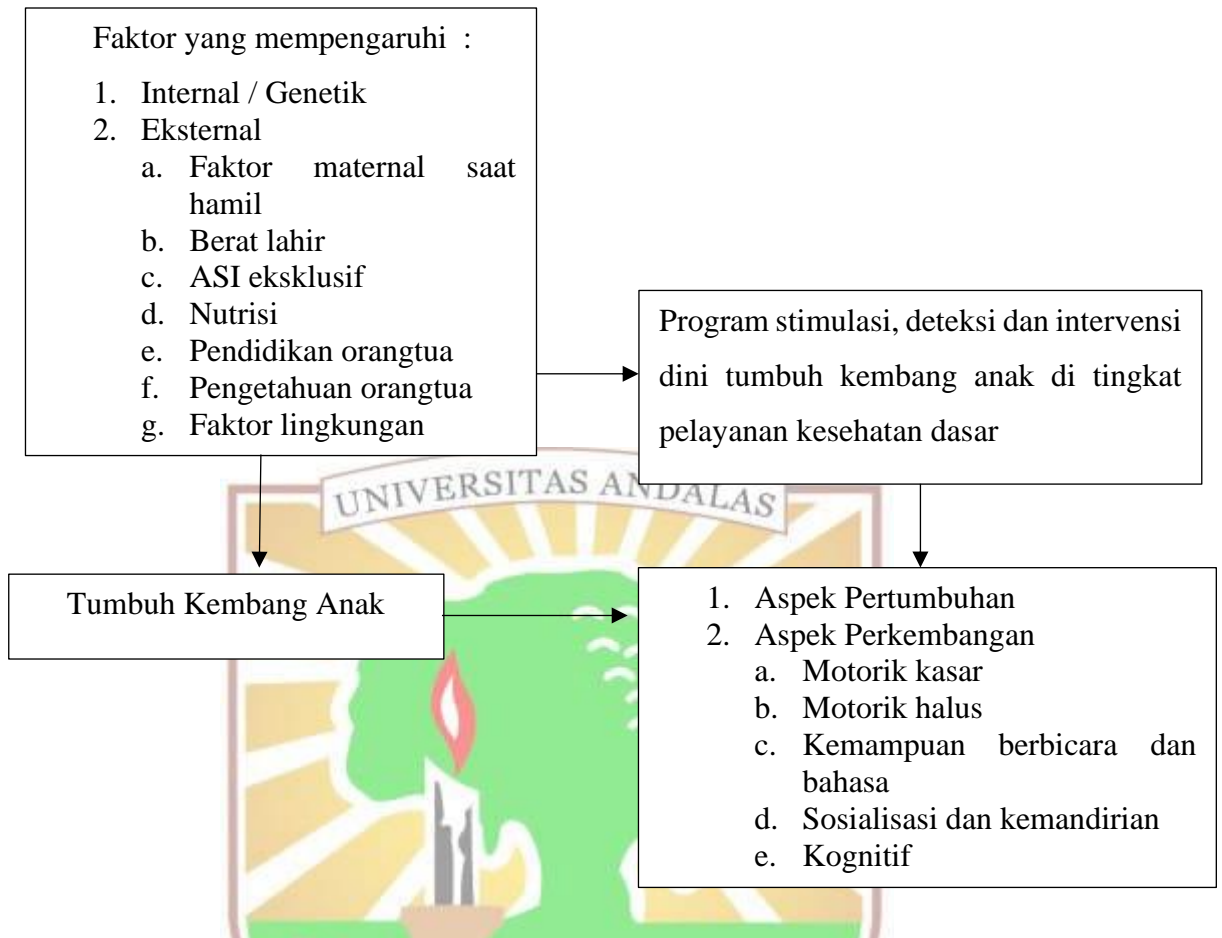 Faktor yang mempengaruhi :
1. Internal / Genetik
2. Eksternal
a. Faktor maternal saat
hamil
b. Berat lahir
c. ASI eksklusif
d. Nutrisi
e. Pendidikan orangtua
f. Pengetahuan orangtua
g. Faktor lingkungan
Program stimulasi, deteksi dan intervensi
dini tumbuh kembang anak di tingkat
pelayanan kesehatan dasar
UNIVERSITAS ANDALAS
Tumbuh Kembang Anak
1. Aspek Pertumbuhan
2. Aspek Perkembangan
a. Motorik kasar
b. Motorik halus
c. Kemampuan berbicara dan
bahasa
d. Sosialisasi dan kemandirian
e. Kognitif